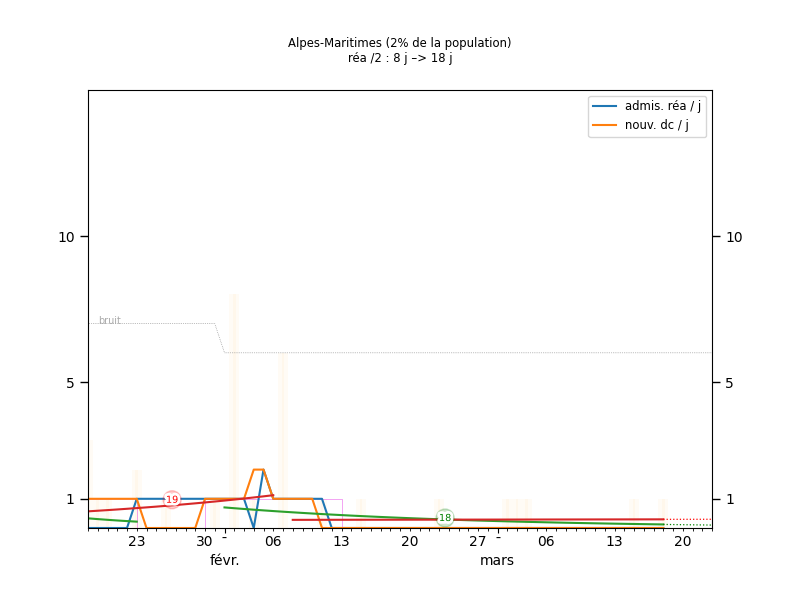 Alpes-Maritimes (2% de la population)
réa /2 : 8 j –> 18 j
admis. réa / j
nouv. dc / j
10 10
bruit
5 5
19
1 1
18
23 30 - 06 13 20 27 - 06 13 20
févr. mars